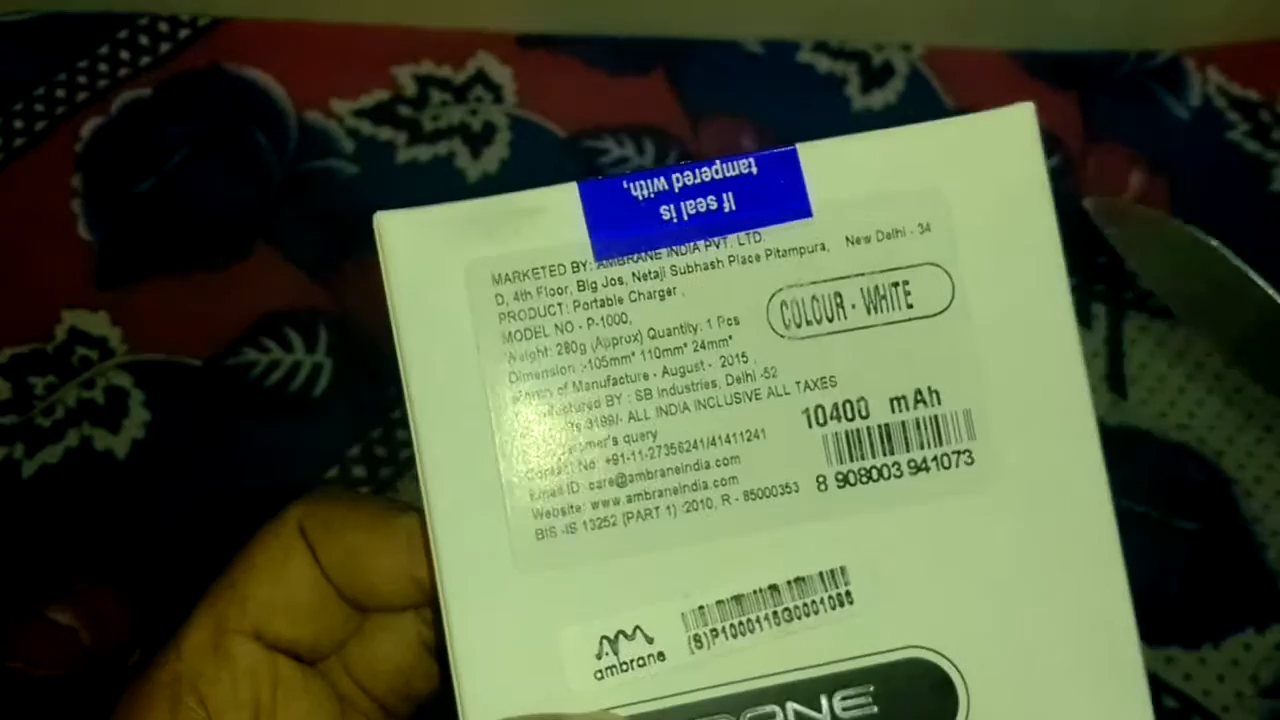 If seal is
tampered with,
MARKETED BY: AMBRANE INDIA PVT. LTD.
D, 4th Floor, Big Jos, Netaji Subhash Place Pitampura, New Delhi - 34
PRODUCT: Portable Charger
MODEL NO - P-1000,
Weight: 280g (Approx) Quantity: 1 Pcs
Dimension :-105mm* 110mm* 24mm*
of Manufacture - August - 2015
BY : SB Industries, Delhi -52
3199/- ALL INDIA INCLUSIVE ALL TAXES
query
Contact No: +91-11-27356241/41411241
Email ID: care@ambraneindia.com
Website: www.ambraneindia.com
BIS -IS 13252 (PART 1) :2010, R - 85000353
COLOUR - WHITE
10400 mAh
8 908003 941073
(S)P1000115G0001086
ambrane